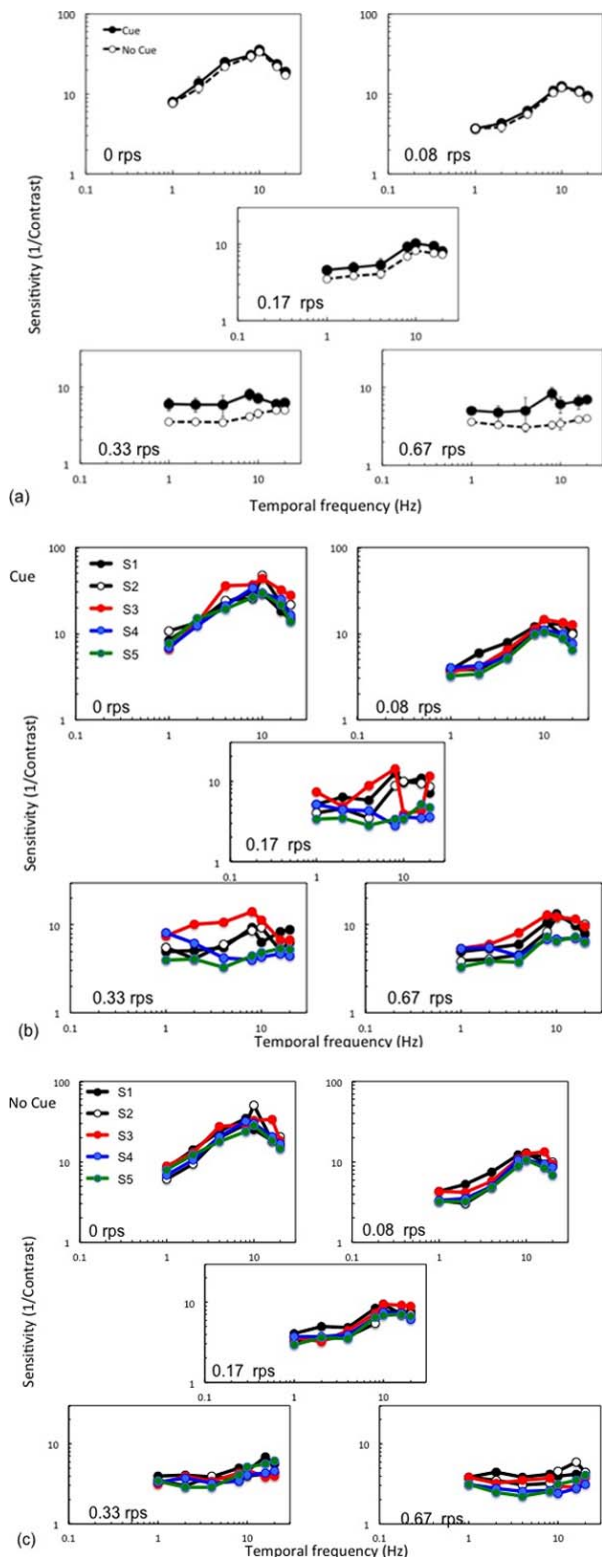 100
Cue
No Cue
10
1
0 rps
0.1
1
10
100
10
1
0.08 rps
0.1
1
10
Sensitivity (1/Contrast)
10
1
0.17 rps
0.1
1
10
10
1
0.33 rps
0.1
1
10
10
1
0.67 rps
0.1
1
10
(a)
Temporal frequency (Hz)
Cue
100
S1
S2
S3
S4
S5
10
1
0 rps
0.1
1
10
100
10
1
0.08 rps
0.1
1
10
Sensitivity (1/Contrast)
10
1
0.17 rps
0.1
1
10
10
1
0.33 rps
0.1
1
10
10
1
0.67 rps
0.1
1
10
(b)
Temporal frequency (Hz)
No Cue
100
S1
S2
S3
S4
S5
10
1
0 rps
0.1
1
10
100
10
1
0.08 rps
0.1
1
10
Sensitivity (1/Contrast)
10
1
0.17 rps
0.1
1
10
10
1
0.33 rps
0.1
1
10
10
1
0.67 rps
0.1
1
10
(c)
Temporal frequency (Hz)